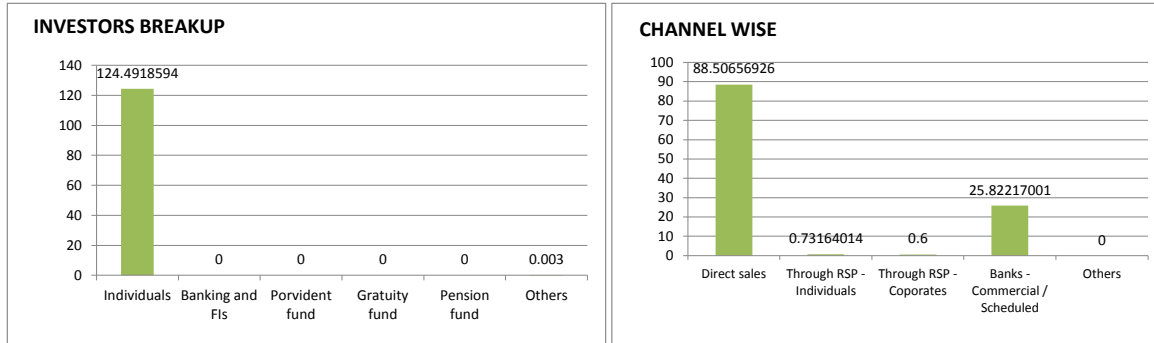 INVESTORS BREAKUP
140
120
100
80
60
40
20
0
124.4918594
0
0
0
0
0.003
Individuals
Banking and
FIs
Porvident
fund
Gratuity
fund
Pension
fund
Others
CHANNEL WISE
100
90
80
70
60
50
40
30
20
10
0
88.50656926
0.73164014
0.6
25.82217001
0
Direct sales
Through RSP -
Individuals
Through RSP -
Coporates
Banks -
Commercial /
Scheduled
Others